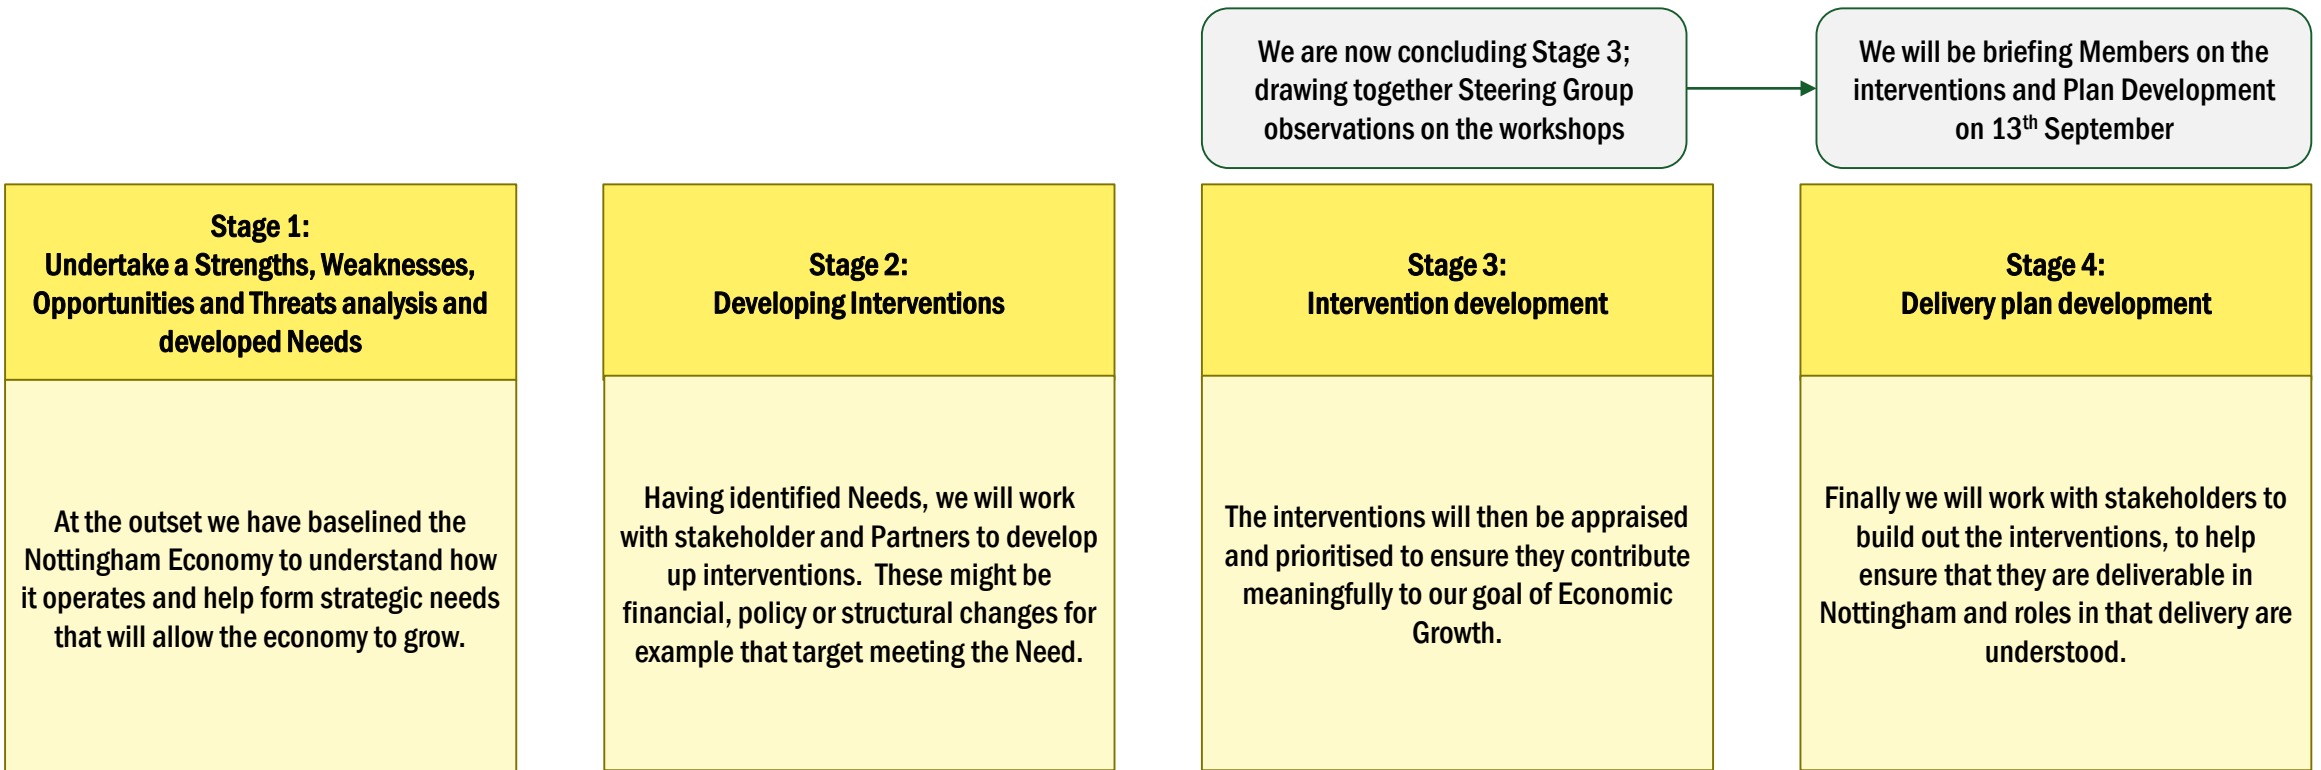 We are now concluding Stage 3;
drawing together Steering Group
observations on the workshops
We will be briefing Members on the
interventions and Plan Development
on 13th September
Stage 1:
Undertake a Strengths, Weaknesses,
Opportunities and Threats analysis and
developed Needs
At the outset we have baselined the
Nottingham Economy to understand how
it operates and help form strategic needs
that will allow the economy to grow.
Stage 2:
Developing Interventions
Having identified Needs, we will work
with stakeholder and Partners to develop
up interventions.  These might be
financial, policy or structural changes for
example that target meeting the Need.
Stage 3:
Intervention development
The interventions will then be appraised
and prioritised to ensure they contribute
meaningfully to our goal of Economic
Growth.
Stage 4:
Delivery plan development
Finally we will work with stakeholders to
build out the interventions, to help
ensure that they are deliverable in
Nottingham and roles in that delivery are
understood.